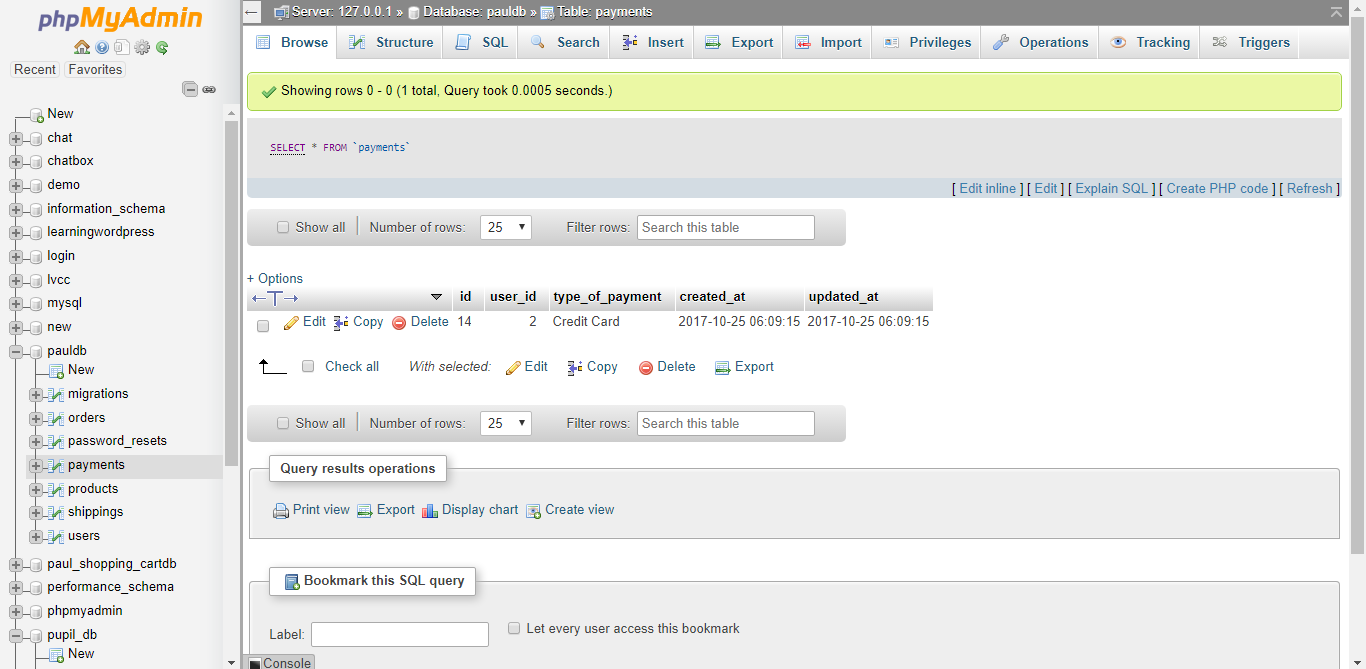 phpMyAdmin
Recent Favorites
New
chat
chatbox
demo
information_schema
learningwordpress
login
lvcc
mysql
new
pauldb
New
migrations
orders
password_resets
payments
products
shippings
users
paul_shopping_cartdb
performance_schema
phpmyadmin
pupil_db
New
Server: 127.0.0.1 » Database: pauldb » Table: payments
Browse Structure SQL Search Insert Export Import Privileges Operations Tracking Triggers
Showing rows 0 - 0 (1 total, Query took 0.0005 seconds.)
SELECT * FROM `payments`
[ Edit inline ] [ Edit ] [ Explain SQL ] [ Create PHP code ] [ Refresh ]
Show all Number of rows: 25 Filter rows: Search this table
+ Options
id user_id type_of_payment created_at updated_at
Edit Copy Delete 14 2 Credit Card 2017-10-25 06:09:15 2017-10-25 06:09:15
Check all With selected: Edit Copy Delete Export
Show all Number of rows: 25 Filter rows: Search this table
Query results operations
Print view Export Display chart Create view
Bookmark this SQL query
Label: Let every user access this bookmark
Console